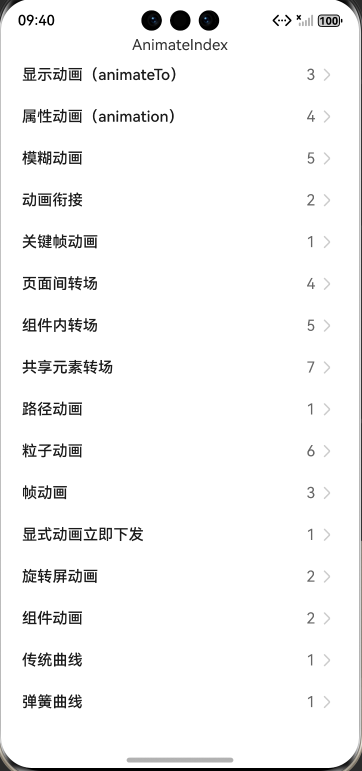 09:40
100
AnimateIndex
显示动画（animateTo） 3
属性动画（animation） 4
模糊动画 5
动画衔接 2
关键帧动画 1
页面间转场 4
组件内转场 5
共享元素转场 7
路径动画 1
粒子动画 6
帧动画 3
显式动画立即下发 1
旋转屏动画 2
组件动画 2
传统曲线 1
弹簧曲线 1